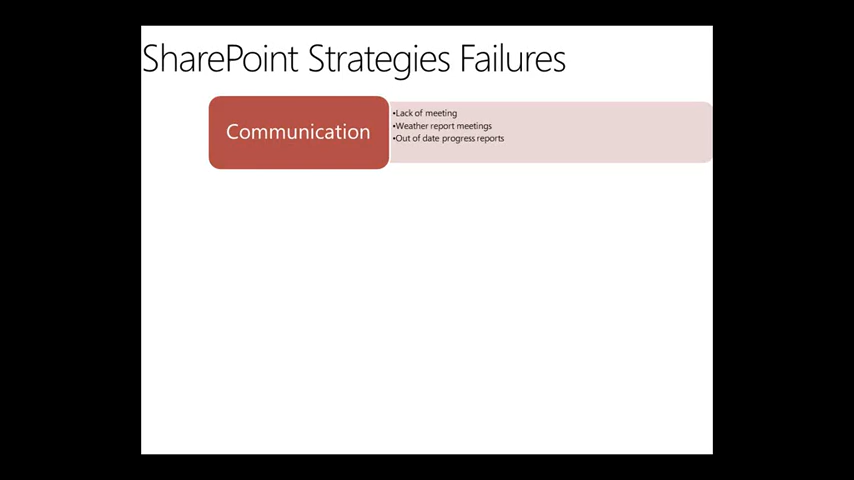 SharePoint Strategies Failures
Communication
•Lack of meeting
•Weather report meetings
•Out of date progress reports